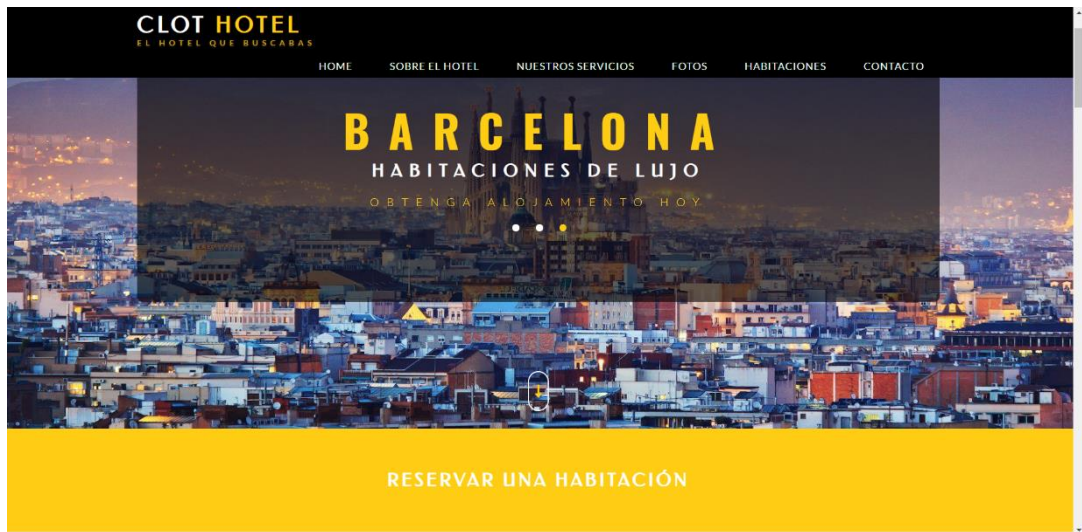 CLOT HOTEL
EL HOTEL QUE BUSCABAS
HOME SOBRE EL HOTEL NUESTROS SERVICIOS FOTOS HABITACIONES CONTACTO
BARCELONA
HABITACIONES DE LUJO
OBTENGA ALOJAMIENTO HOY
RESERVAR UNA HABITACIÓN